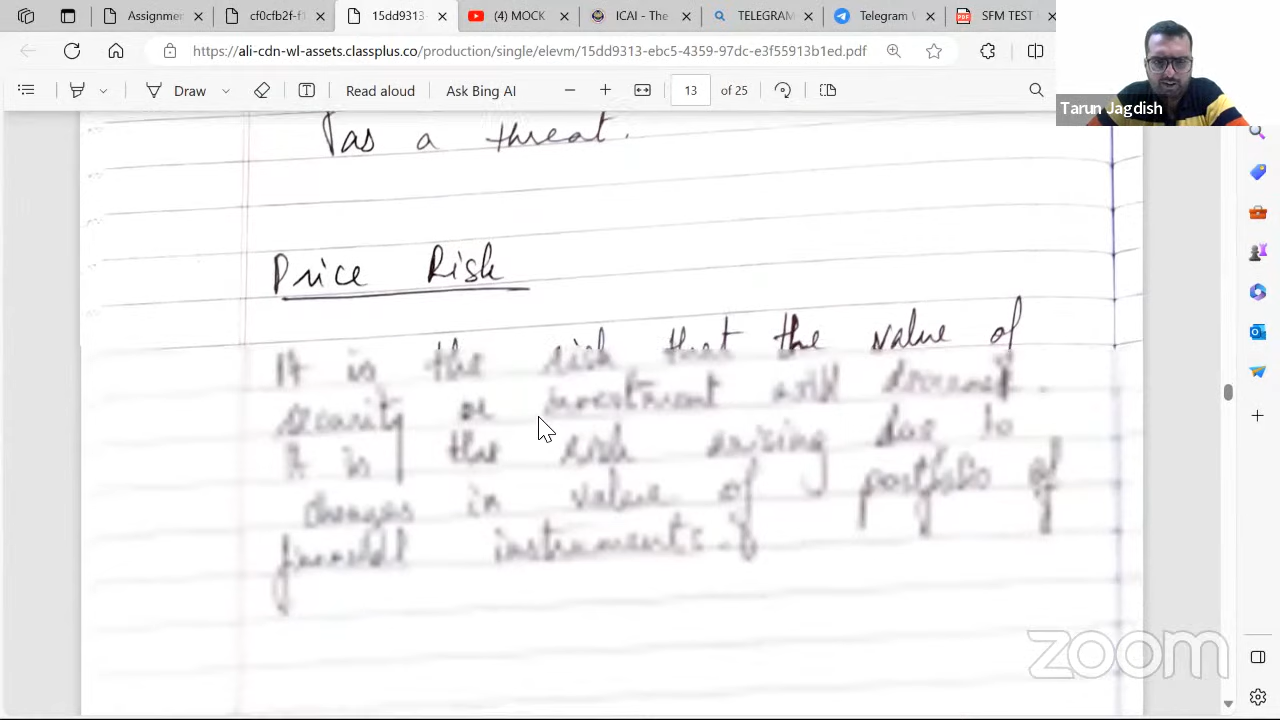 Assignmer
d0cfb2f-f
15dd9313
(4) MOCK
ICAI - The
TELEGRAM
Telegram
SFM TEST
https://ali-cdn-wl-assets.classplus.co/production/single/elevm/15dd9313-ebc5-4359-97dc-e3f55913b1ed.pdf
Draw
Read aloud
Ask Bing AI
13 of 25
Tarun Jagdish
as a threat.
Price Risk
It is the risk that the value of
security or investment will decrease.
It is the risk arising due to
changes in value of portfolio of
financial instruments.
zoom